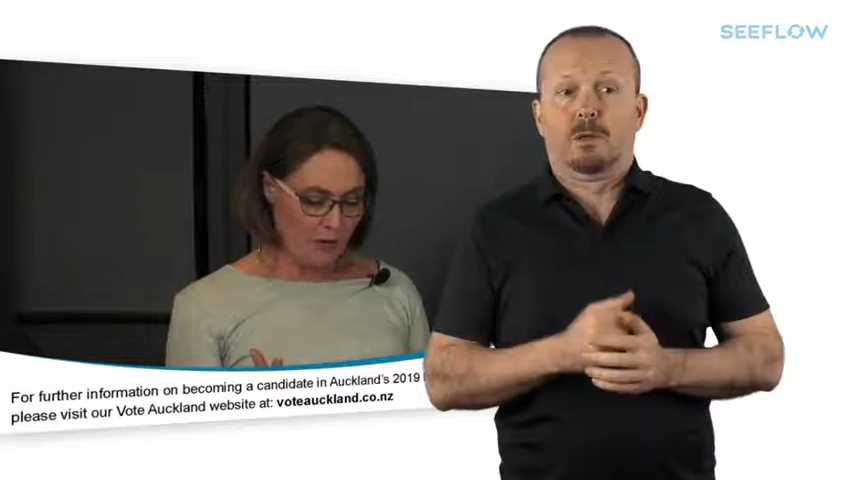 SEEFLOW
For further information on becoming a candidate in Auckland's 2019
please visit our Vote Auckland website at: voteauckland.co.nz